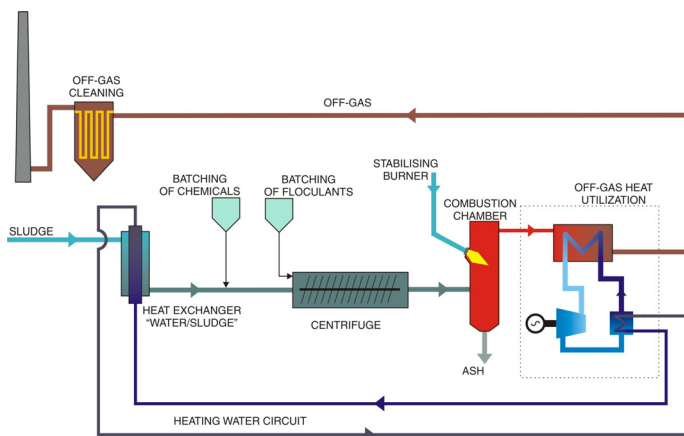 OFF-GAS
CLEANING
OFF-GAS
STABILISING
BURNER
BATCHING
OF CHEMICALS
BATCHING
OF FLOCULANTS
COMBUSTION
CHAMBER
OFF-GAS HEAT
UTILIZATION
SLUDGE
HEAT EXCHANGER
“WATER/SLUDGE”
CENTRIFUGE
ASH
HEATING WATER CIRCUIT